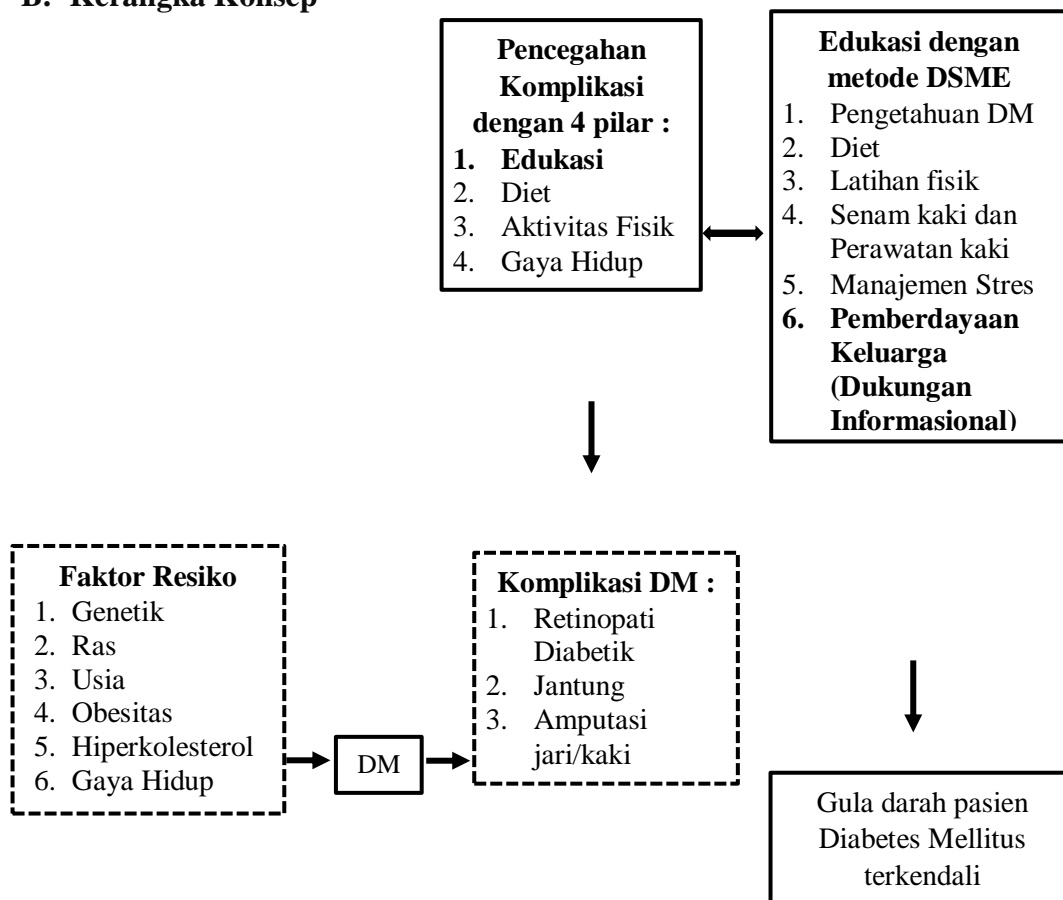 B. Kerangka Konsep
Pencegahan
Komplikasi
dengan 4 pilar :
1. Edukasi
2. Diet
3. Aktivitas Fisik
4. Gaya Hidup
Edukasi dengan
metode DSME
1. Pengetahuan DM
2. Diet
3. Latihan fisik
4. Senam kaki dan
Perawatan kaki
5. Manajemen Stres
6. Pemberdayaan
Keluarga
(Dukungan
Informasional)
Faktor Resiko
1. Genetik
2. Ras
3. Usia
4. Obesitas
5. Hiperkolesterol
6. Gaya Hidup
DM
Komplikasi DM :
1. Retinopati
Diabetik
2. Jantung
3. Amputasi
jari/kaki
Gula darah pasien
Diabetes Mellitus
terkendali